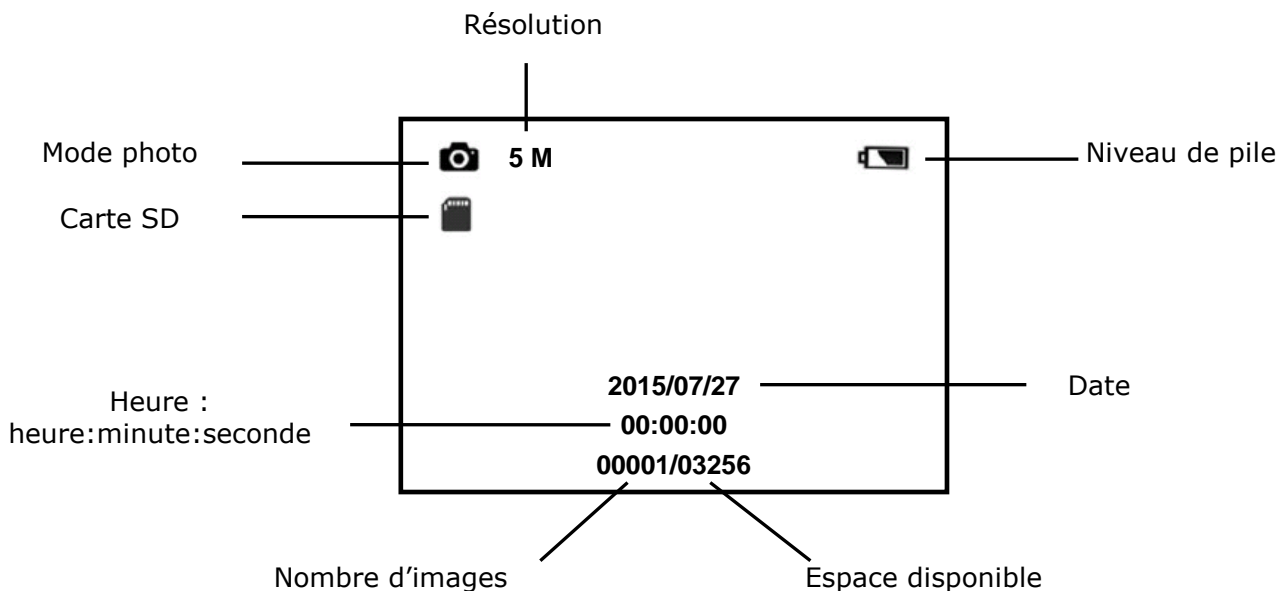 Résolution
Mode photo
5 M
Niveau de pile
Carte SD
2015/07/27
Date
Heure :
heure:minute:seconde
00:00:00
00001/03256
Nombre d’images
Espace disponible